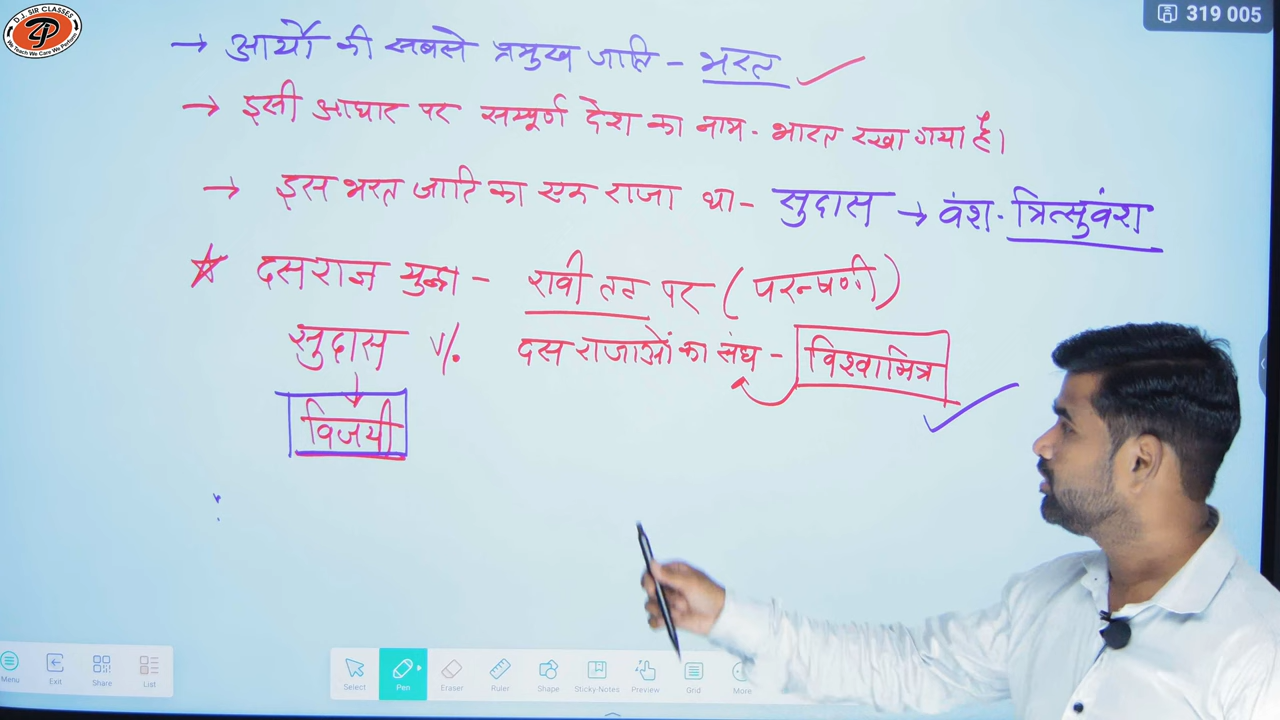 D.J. SIR CLASSES
We Teach We Care We Perform
319 005
→ आर्यो की सबसे प्रमुख जाति - भरत
→ इसी आधार पर सम्पूर्ण देश का नाम - भारत रखा गया है।
→ इस भरत जाति का एक राजा था - सुदास → वंश - त्रित्सुवंश
☆ दसराज्ञ युद्ध - रावी तट पर (परुष्णी)
सुदास v/s दस राजाओं का संघ - विश्वामित्र
विजयी
Menu Exit Share List Select Pen Eraser Ruler Shape Sticky-Notes Preview Grid More